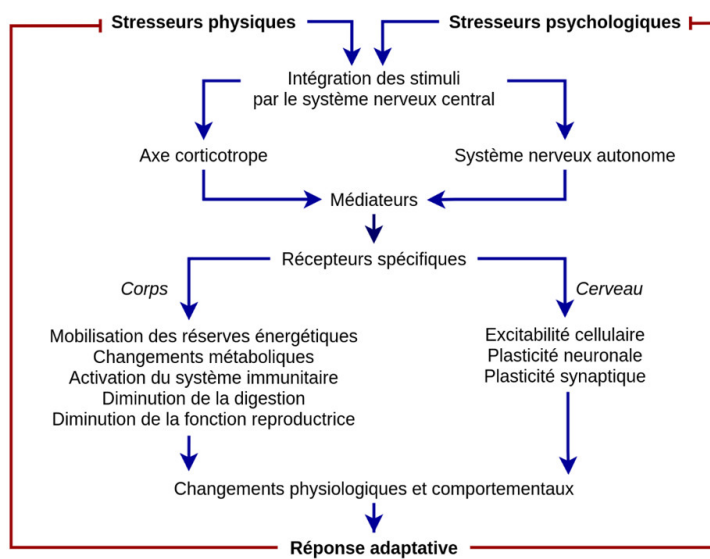 Stresseurs physiques
Stresseurs psychologiques
Intégration des stimuli
par le système nerveux central
Axe corticotrope
Système nerveux autonome
Médiateurs
Récepteurs spécifiques
Corps
Cerveau
Mobilisation des réserves énergétiques
Changements métaboliques
Activation du système immunitaire
Diminution de la digestion
Diminution de la fonction reproductrice
Excitabilité cellulaire
Plasticité neuronale
Plasticité synaptique
Changements physiologiques et comportementaux
Réponse adaptative